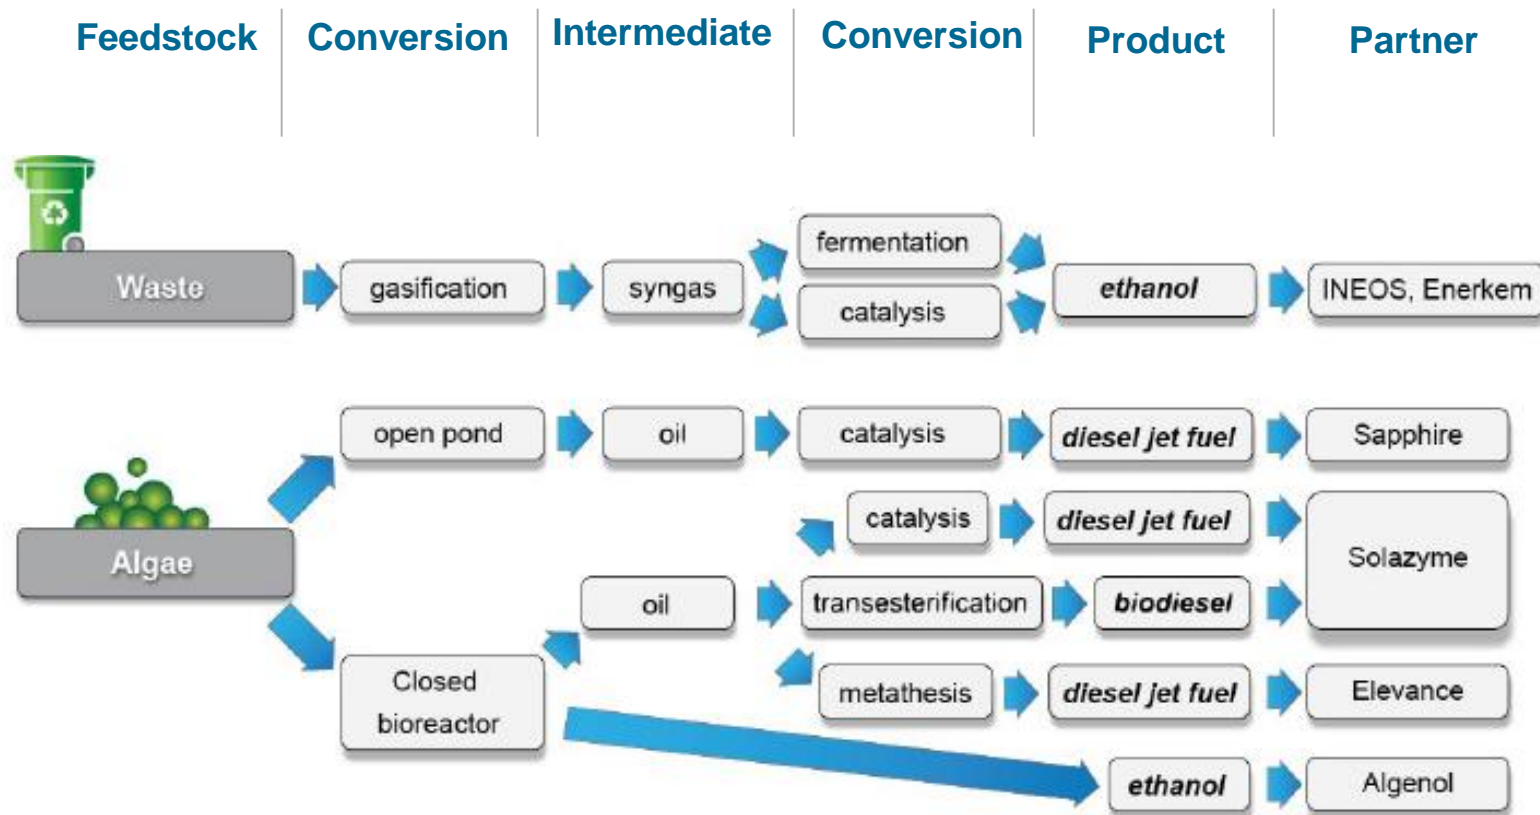 Feedstock
Conversion
Intermediate
Conversion
Product
Partner
Waste
gasification
syngas
fermentation
catalysis
ethanol
INEOS, Enerkem
Algae
open pond
oil
catalysis
diesel jet fuel
Sapphire
Closed
bioreactor
oil
catalysis
diesel jet fuel
Solazyme
transesterification
biodiesel
metathesis
diesel jet fuel
Elevance
ethanol
Algenol